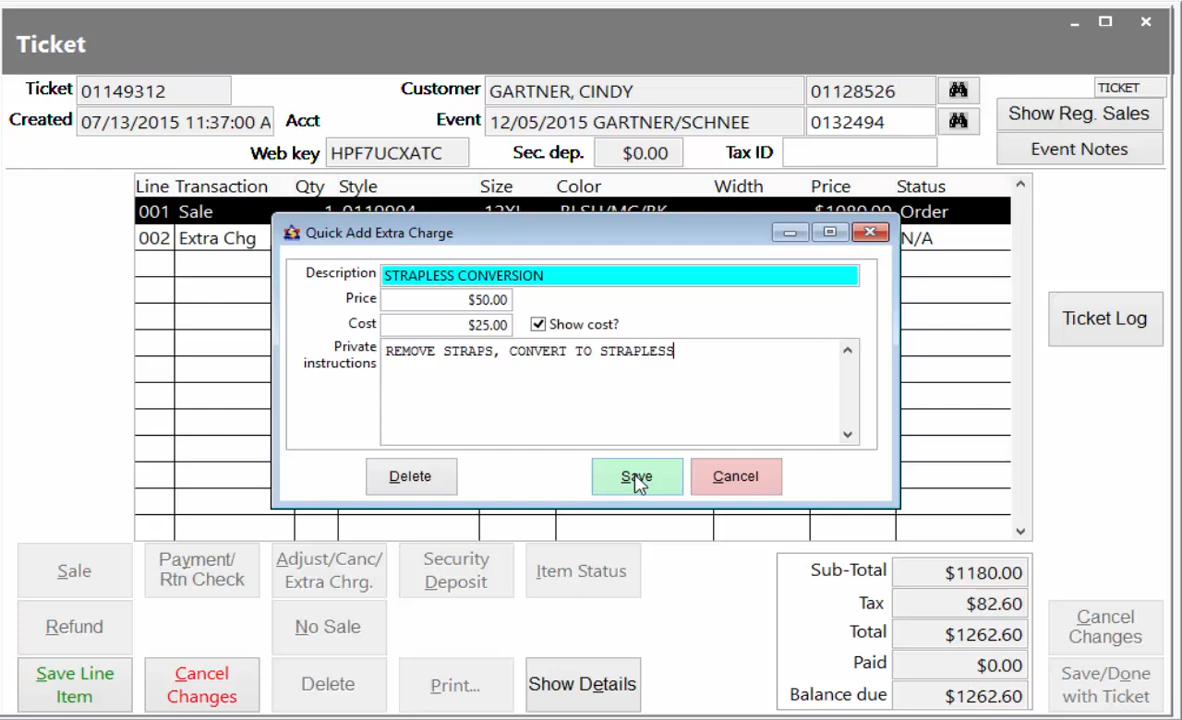 Ticket
Ticket 01149312 Customer GARTNER, CINDY 01128526 TICKET
Show Reg. Sales
Created 07/13/2015 11:37:00 A Acct Event 12/05/2015 GARTNER/SCHNEE 0132494
Web key HPF7UCXATC Sec. dep. $0.00 Tax ID Event Notes
Line Transaction Qty Style Size Color Width Price Status
001 Sale Order
002 Extra Chg N/A
Quick Add Extra Charge
Description STRAPLESS CONVERSION
Price $50.00
Cost $25.00 Show cost?
Private instructions REMOVE STRAPS, CONVERT TO STRAPLESS
Delete Save Cancel
Ticket Log
Sale Payment/ Rtn Check Adjust/Canc/ Extra Chrg. Security Deposit Item Status
Refund No Sale
Save Line Item Cancel Changes Delete Print... Show Details
Sub-Total $1180.00
Tax $82.60
Total $1262.60
Paid $0.00
Balance due $1262.60
Cancel Changes
Save/Done with Ticket